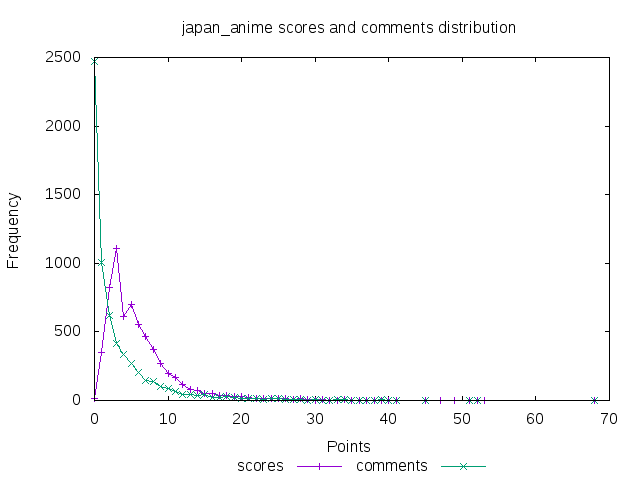 japan_anime scores and comments distribution
2500
2000
1500
1000
500
0
Frequency
0 10 20 30 40 50 60 70
Points
scores comments